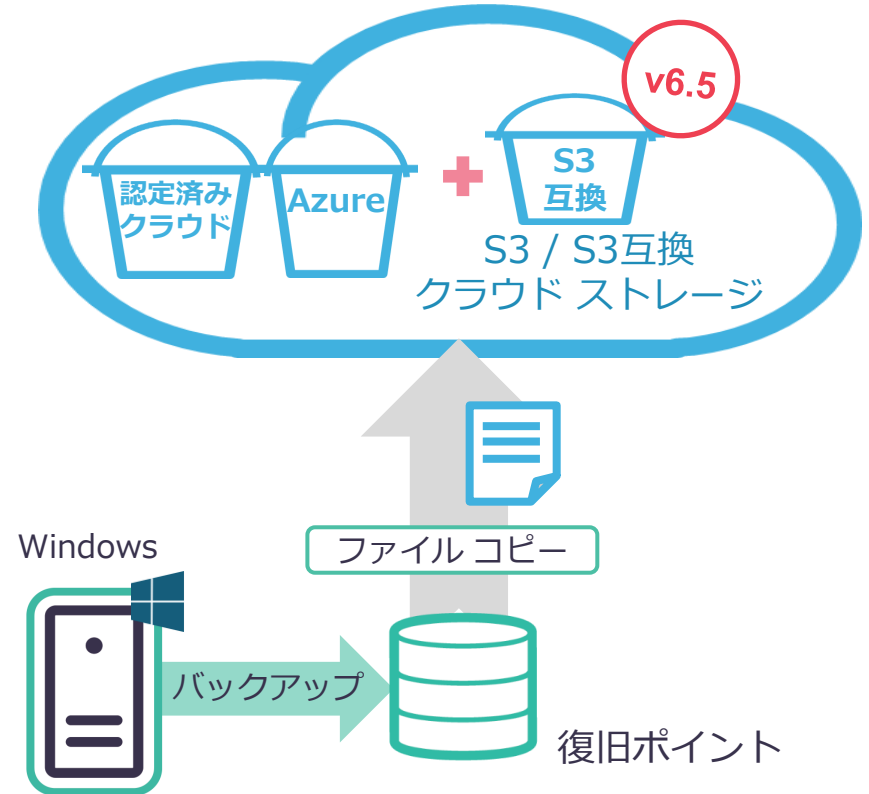 v6.5
認定済み
クラウド
Azure
S3
互換
S3 / S3互換
クラウド ストレージ
Windows
ファイル コピー
バックアップ
復旧ポイント